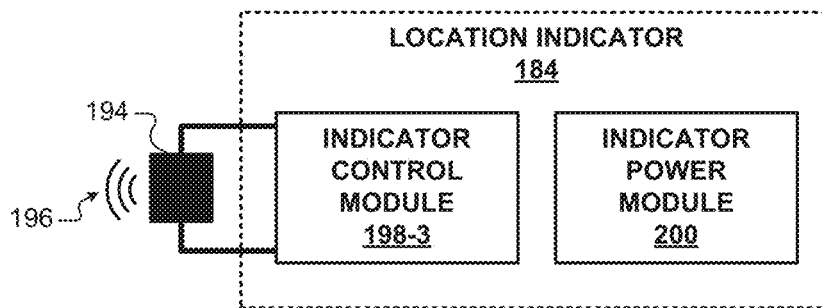 LOCATION INDICATOR
184
194
196
INDICATOR
CONTROL
MODULE
198-3
INDICATOR
POWER
MODULE
200